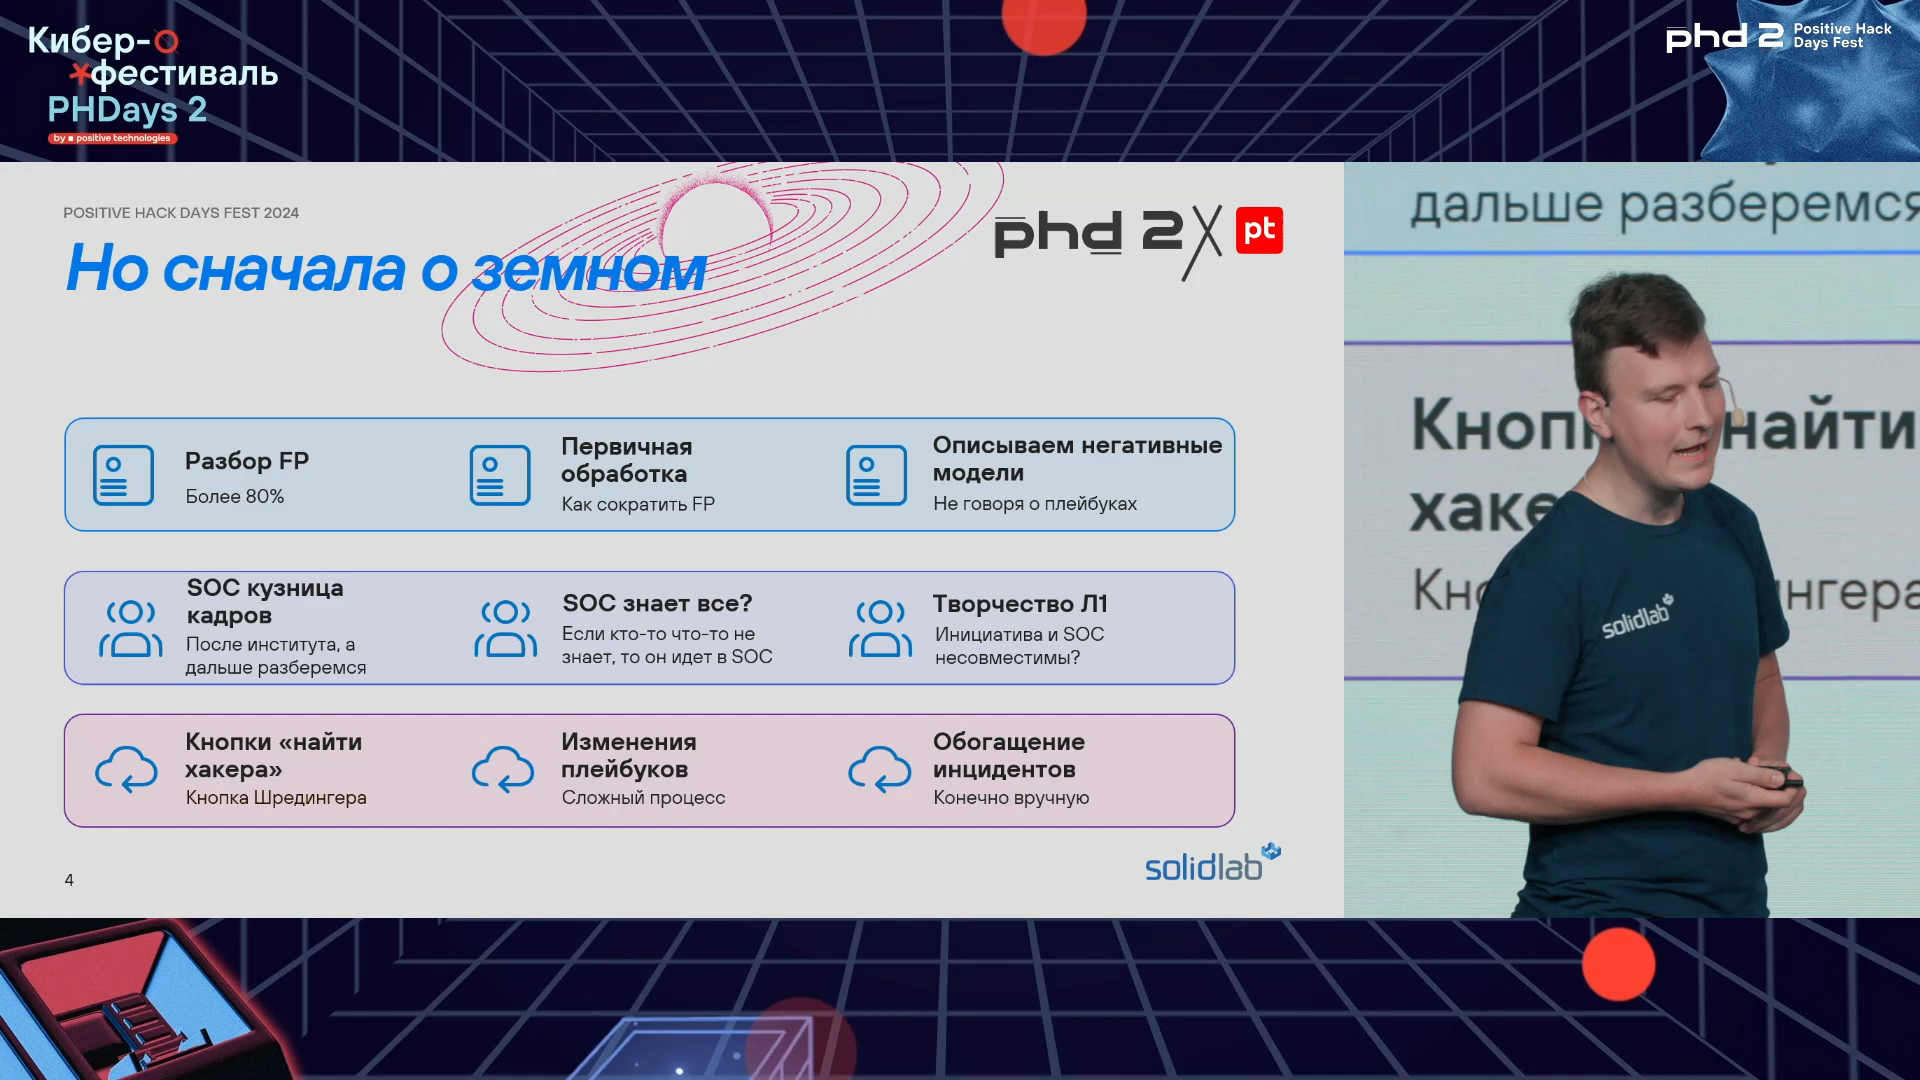 Кибер-
фестиваль
PHDays 2
by positive technologies
phd 2 Positive Hack
Days Fest
POSITIVE HACK DAYS FEST 2024
Но сначала о земном
phd 2 pt
Разбор FP
Более 80%
Первичная
обработка
Как сократить FP
Описываем негативные
модели
Не говоря о плейбуках
SOC кузница
кадров
После института, а
дальше разберемся
SOC знает все?
Если кто-то что-то не
знает, то он идет в SOC
Творчество Л1
Инициатива и SOC
несовместимы?
Кнопки «найти
хакера»
Кнопка Шредингера
Изменения
плейбуков
Сложный процесс
Обогащение
инцидентов
Конечно вручную
4
solidlab
дальше разберемся
найти
solidlab